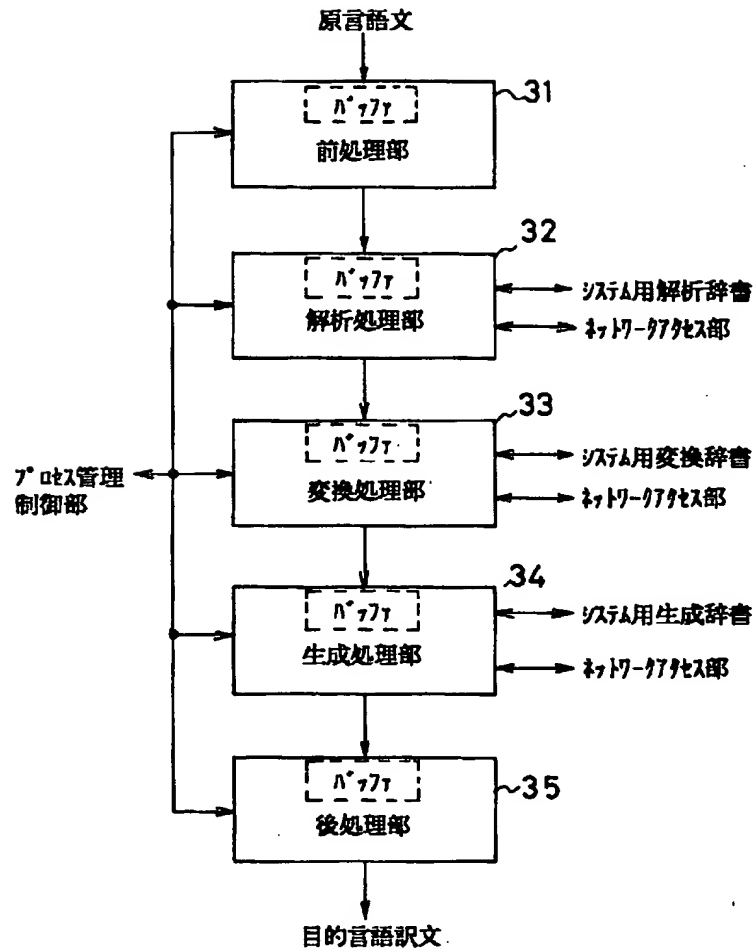 原言語文
バッファ
31
前処理部
32
バッファ
解析処理部
システム用解析辞書
ネットワークアクセス部
33
バッファ
変換処理部
システム用変換辞書
ネットワークアクセス部
プロセス管理
制御部
34
バッファ
生成処理部
システム用生成辞書
ネットワークアクセス部
バッファ
35
後処理部
目的言語訳文